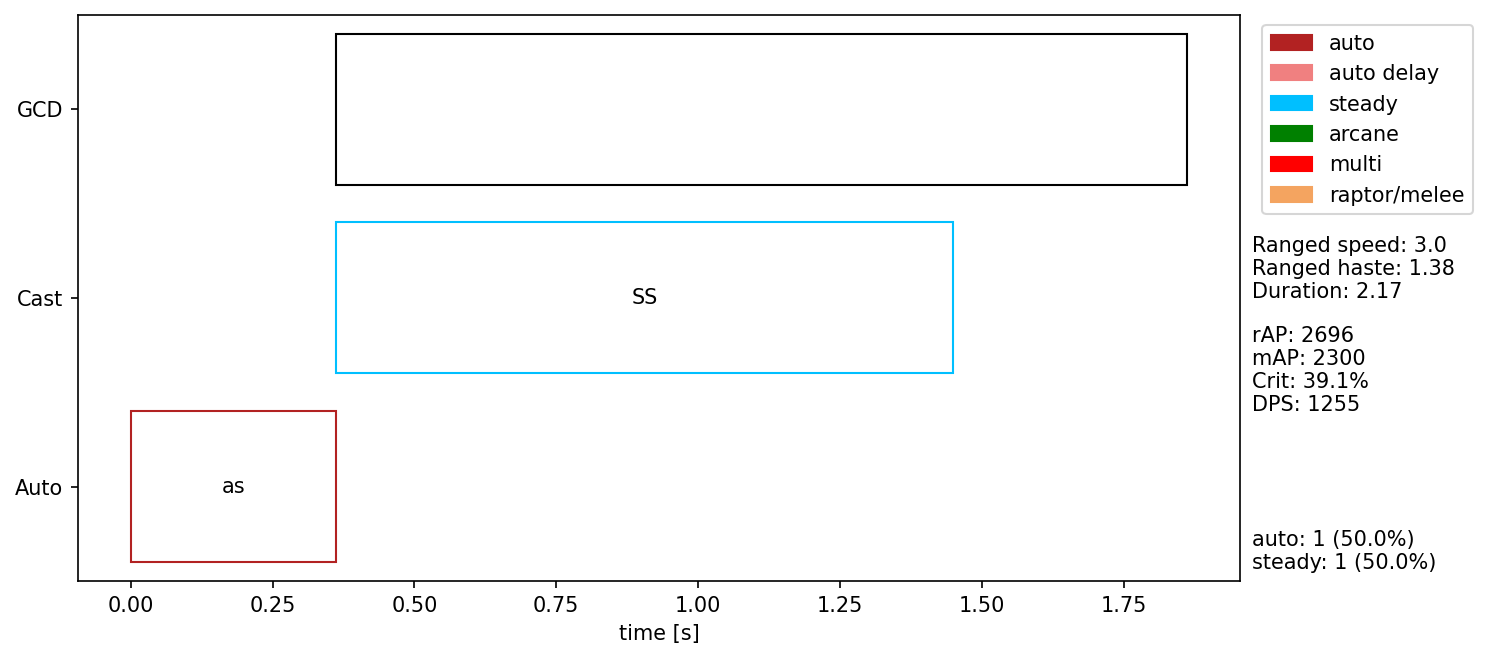 GCD
Cast
Auto
SS
as
0.00 0.25 0.50 0.75 1.00 1.25 1.50 1.75
time [s]
auto
auto delay
steady
arcane
multi
raptor/melee
Ranged speed: 3.0
Ranged haste: 1.38
Duration: 2.17
rAP: 2696
mAP: 2300
Crit: 39.1%
DPS: 1255
auto: 1 (50.0%)
steady: 1 (50.0%)